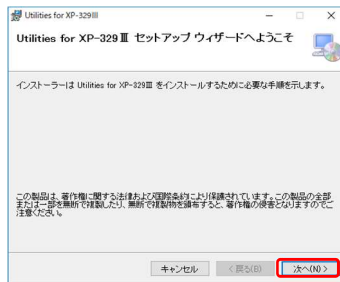 Utilities for XP-329Ⅲ
Utilities for XP-329Ⅲ セットアップ ウィザードへようこそ
インストーラーは Utilities for XP-329Ⅲ をインストールするために必要な手順を示します。
この製品は、著作権に関する法律および国際条約により保護されています。この製品の全部
または一部を無断で複製したり、無断で複製物を頒布すると、著作権の侵害となりますのでご
注意ください。
キャンセル
< 戻る(B)
次へ(N) >